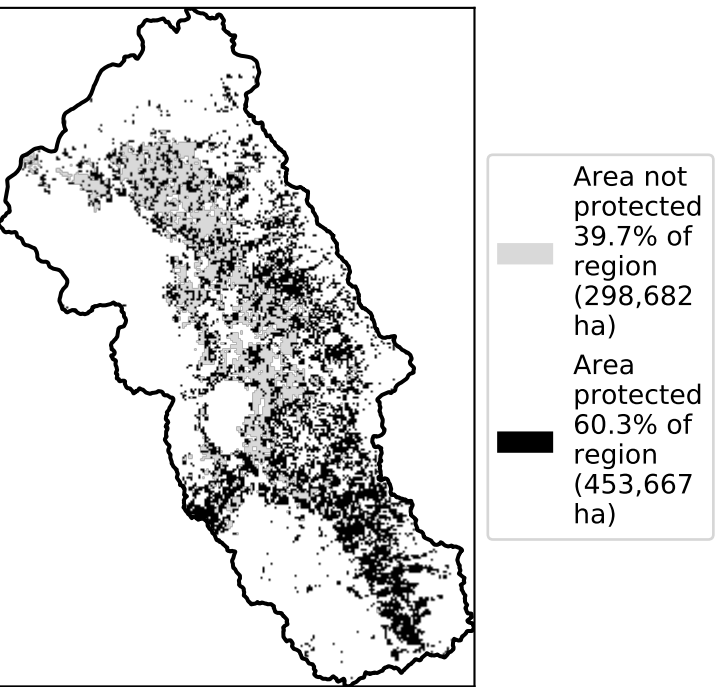 Area not
protected
39.7% of
region
(298,682
ha)
Area
protected
60.3% of
region
(453,667
ha)